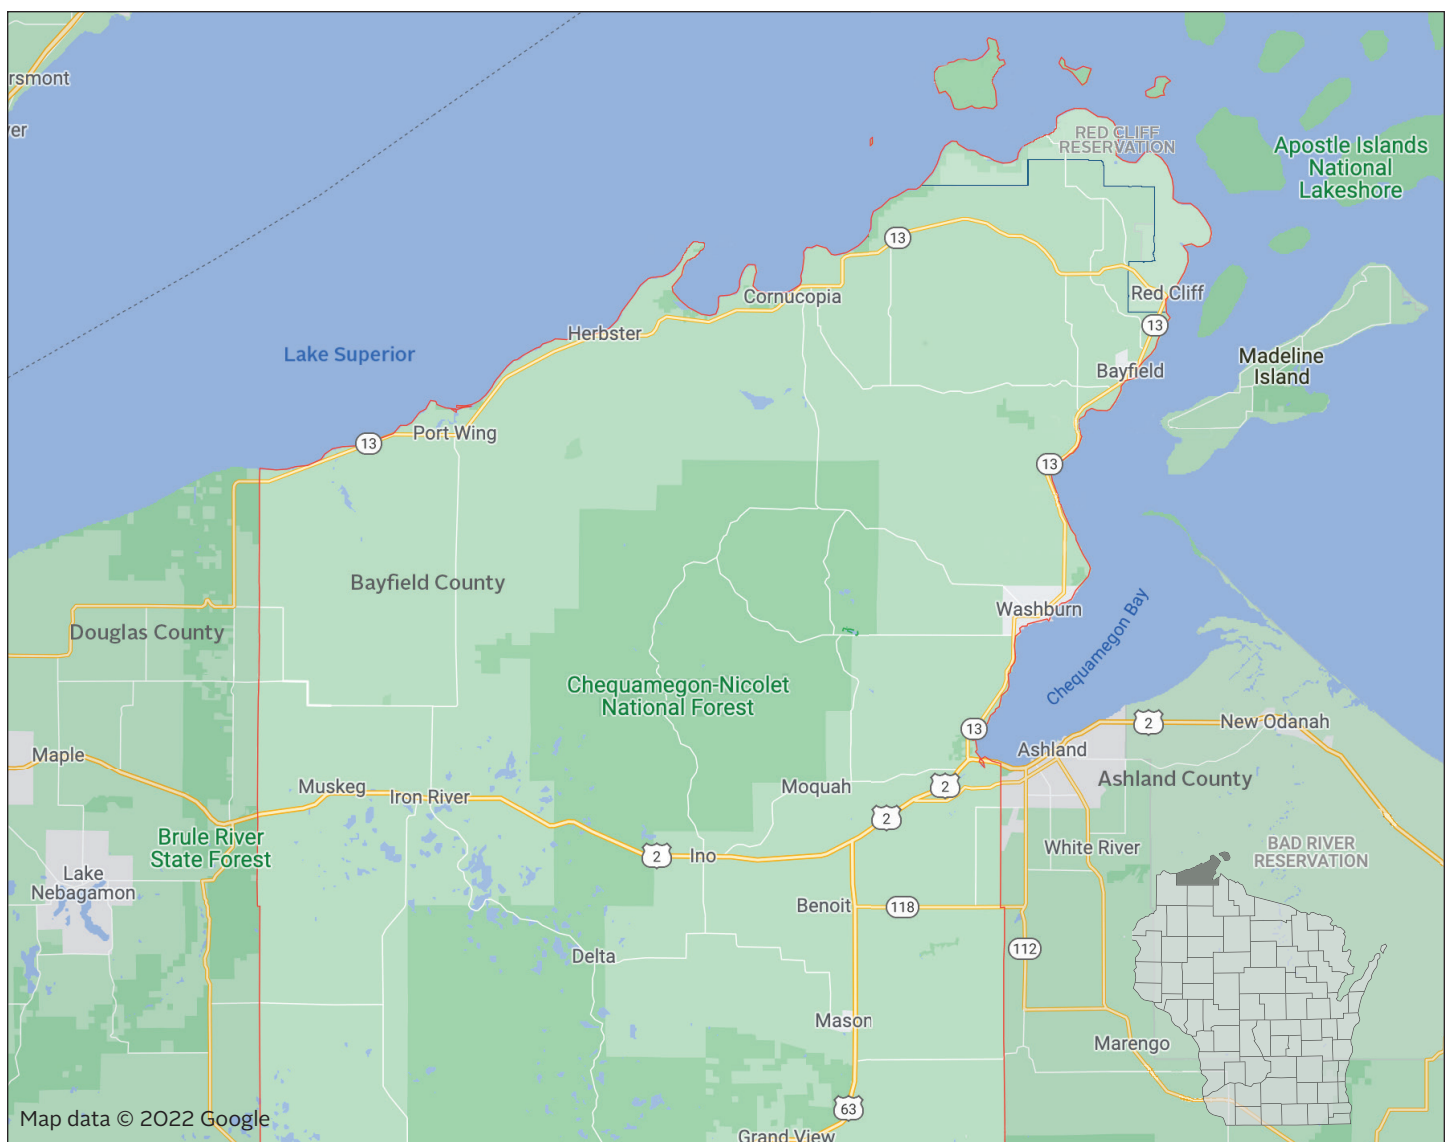 rsmont
ver
RED CLIFF
RESERVATION
Apostle Islands
National
Lakeshore
13
Cornucopia
Red Cliff
13
Herbster
Lake Superior
Madeline
Island
Bayfield
Port Wing
13
13
Bayfield County
Washburn
Douglas County
Chequamegon Bay
Chequamegon-Nicolet
National Forest
13
2
New Odanah
Ashland
Maple
Ashland County
Muskeg
Iron River
Moquah
2
2
Brule River
State Forest
2
Ino
White River
BAD RIVER
RESERVATION
Lake
Nebagamon
Benoit
118
112
Delta
Mason
Marengo
63
Map data © 2022 Google
Grand View